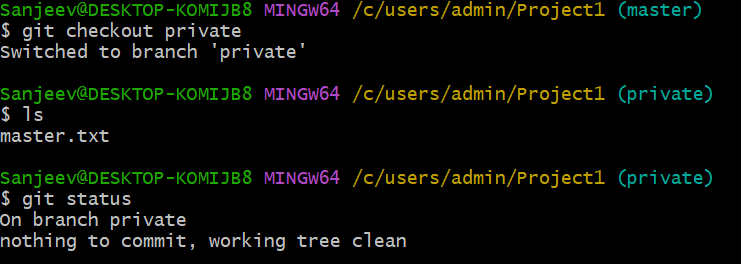 Sanjeev@DESKTOP-KOMIJB8 MINGW64 /c/users/admin/Project1 (master)
$ git checkout private
Switched to branch 'private'
Sanjeev@DESKTOP-KOMIJB8 MINGW64 /c/users/admin/Project1 (private)
$ ls
master.txt
Sanjeev@DESKTOP-KOMIJB8 MINGW64 /c/users/admin/Project1 (private)
$ git status
On branch private
nothing to commit, working tree clean